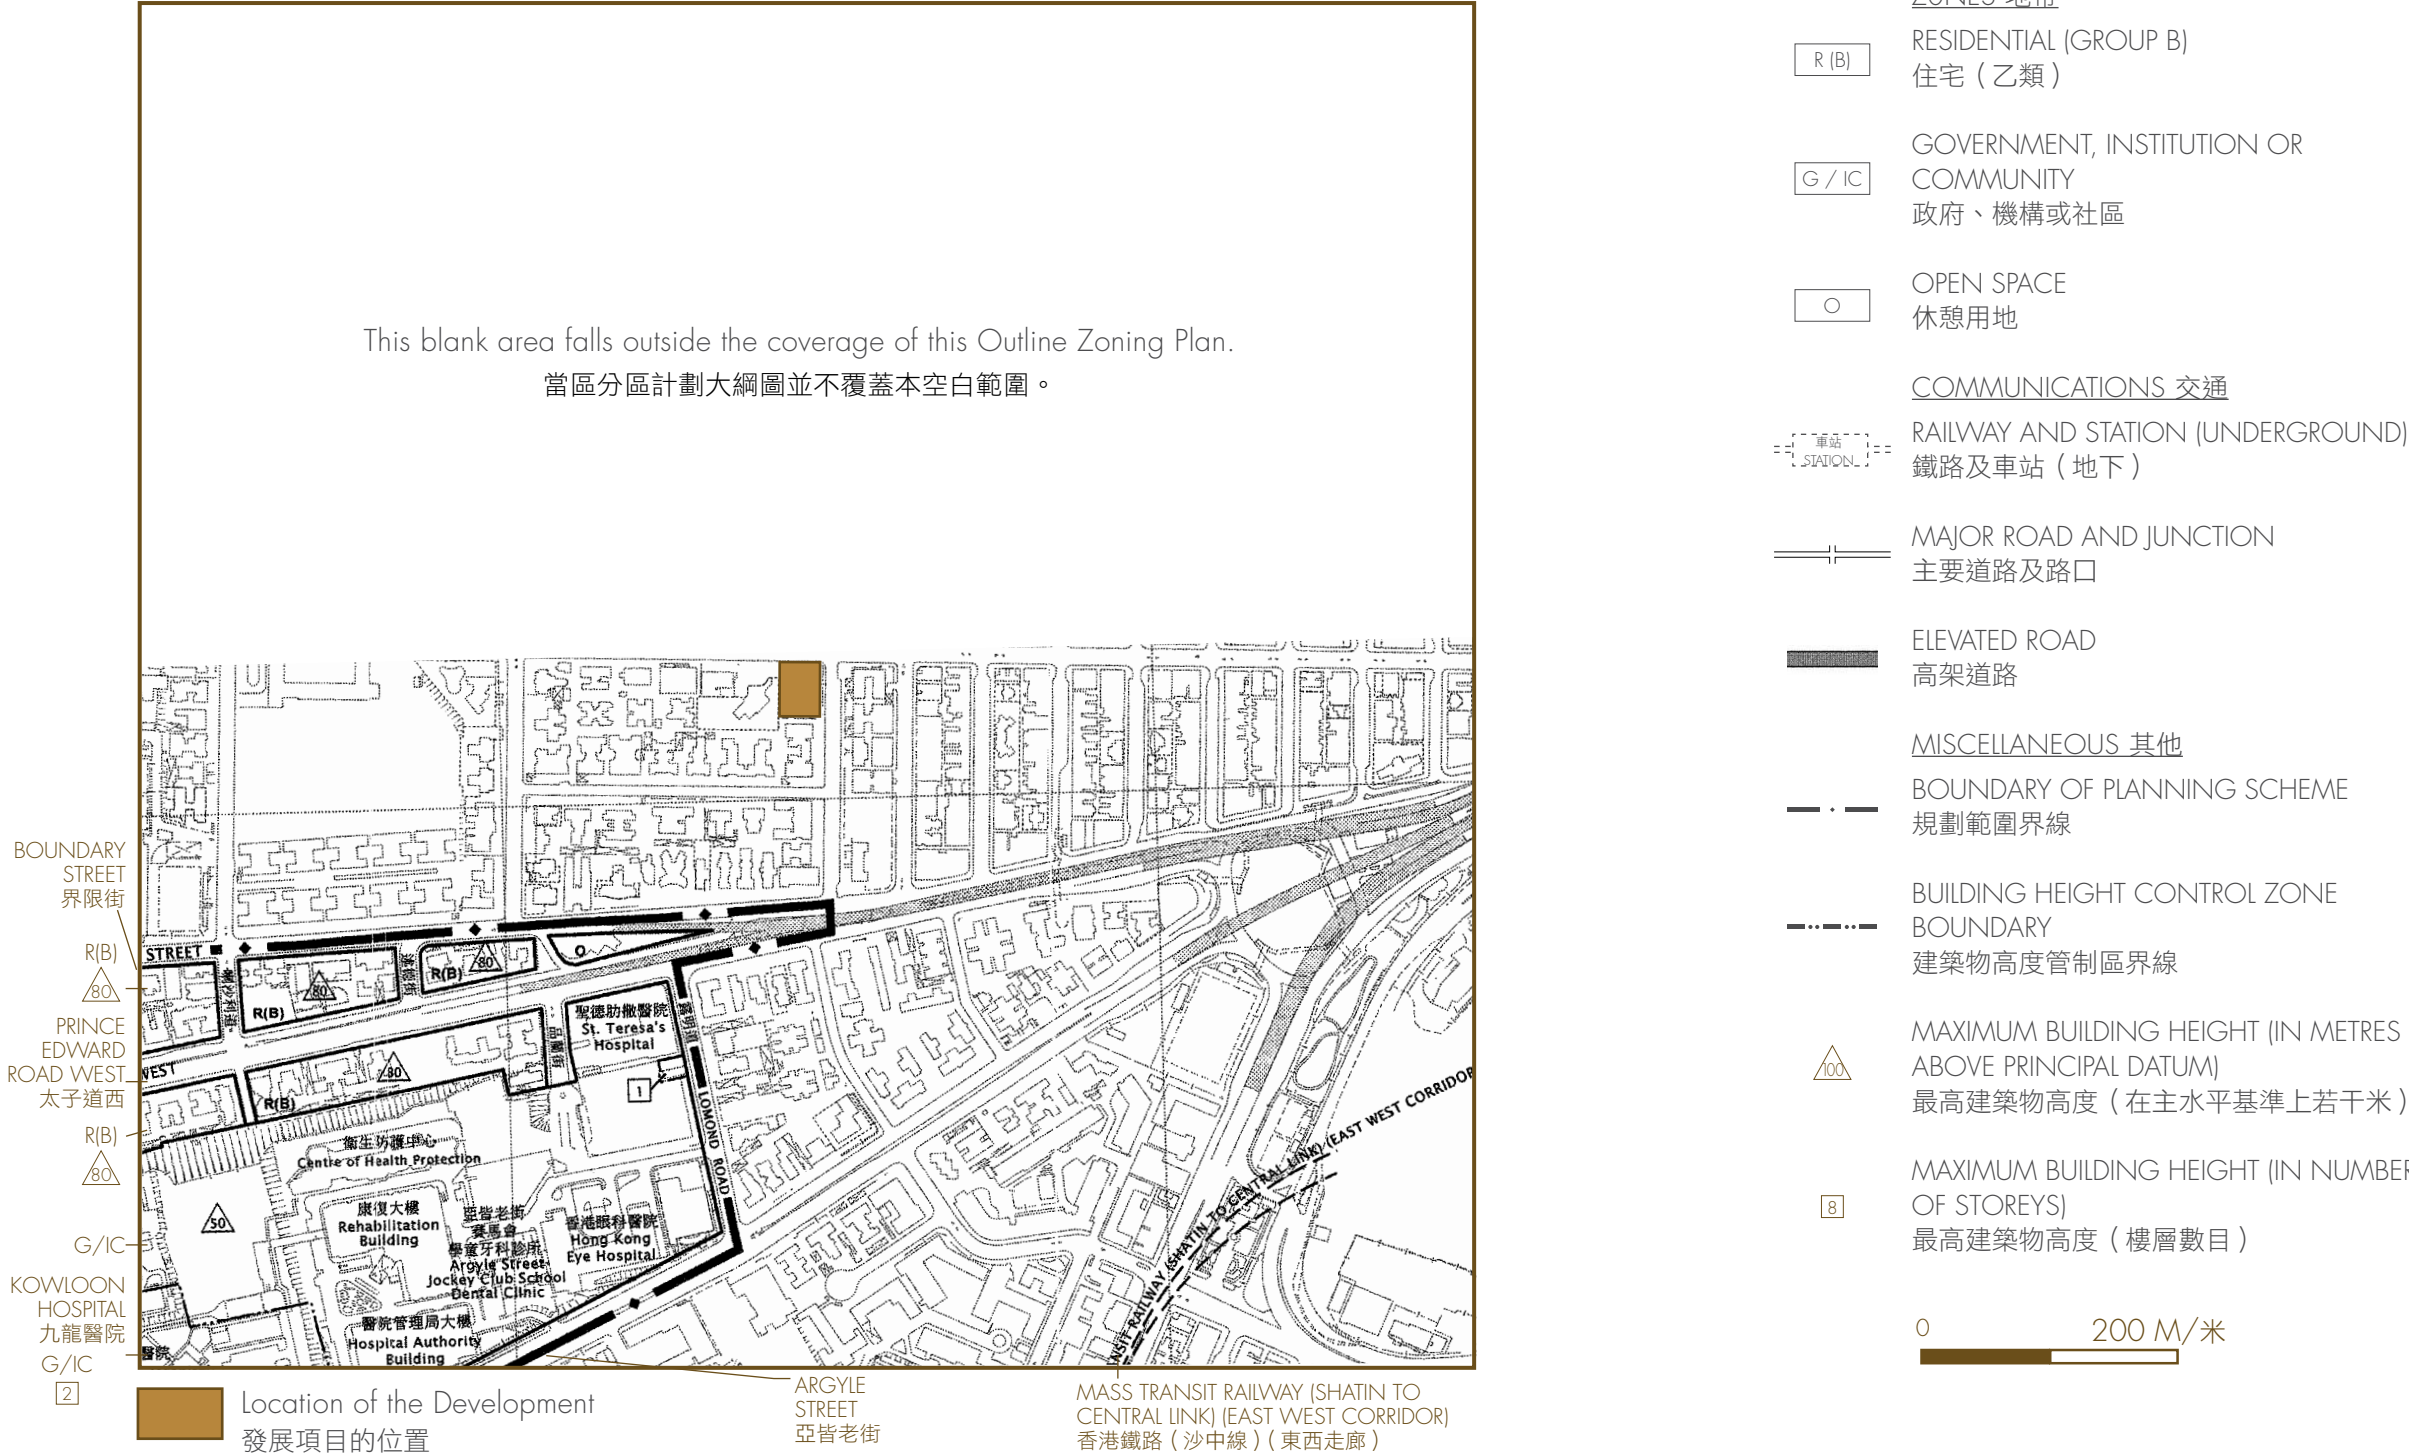 This blank area falls outside the coverage of this Outline Zoning Plan.
當區分區計劃大綱圖並不覆蓋本空白範圍。
BOUNDARY
STREET
界限街
R(B)
80
PRINCE
EDWARD
ROAD WEST
太子道西
R(B)
80
G/IC
KOWLOON
HOSPITAL
九龍醫院
G/IC
2
STREET
R(B)
80
R(B)
80
O
WEST
R(B)
80
聖德肋撒醫院
St. Teresa's
Hospital
1
露明道
LOMOND ROAD
衞生防護中心
Centre of Health Protection
50
康復大樓
Rehabilitation
Building
亞皆老街
賽馬會
學童牙科診所
Argyle Street
Jockey Club School
Dental Clinic
香港眼科醫院
Hong Kong
Eye Hospital
醫院管理局大樓
Hospital Authority
Building
醫院
NSIT RAILWAY (SHATIN TO CENTRAL LINK) (EAST WEST CORRIDOR
Location of the Development
發展項目的位置
ARGYLE
STREET
亞皆老街
MASS TRANSIT RAILWAY (SHATIN TO
CENTRAL LINK) (EAST WEST CORRIDOR)
香港鐵路（沙中線）（東西走廊）
ZONES 地帶
R (B)
RESIDENTIAL (GROUP B)
住宅（乙類）
G / IC
GOVERNMENT, INSTITUTION OR
COMMUNITY
政府、機構或社區
O
OPEN SPACE
休憩用地
COMMUNICATIONS 交通
車站
STATION
RAILWAY AND STATION (UNDERGROUND)
鐵路及車站（地下）
MAJOR ROAD AND JUNCTION
主要道路及路口
ELEVATED ROAD
高架道路
MISCELLANEOUS 其他
BOUNDARY OF PLANNING SCHEME
規劃範圍界線
BUILDING HEIGHT CONTROL ZONE
BOUNDARY
建築物高度管制區界線
100
MAXIMUM BUILDING HEIGHT (IN METRES
ABOVE PRINCIPAL DATUM)
最高建築物高度（在主水平基準上若干米）
8
MAXIMUM BUILDING HEIGHT (IN NUMBER
OF STOREYS)
最高建築物高度（樓層數目）
0 200 M/米